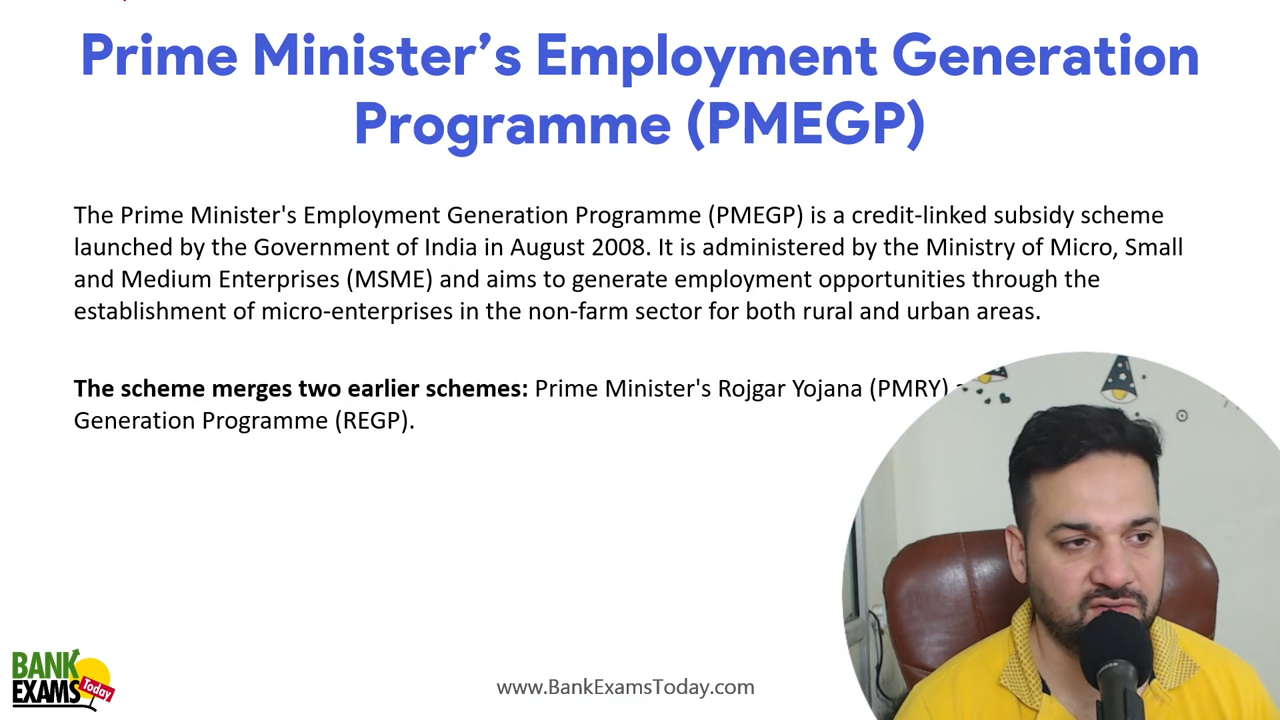 Prime Minister’s Employment Generation
Programme (PMEGP)
The Prime Minister's Employment Generation Programme (PMEGP) is a credit-linked subsidy scheme
launched by the Government of India in August 2008. It is administered by the Ministry of Micro, Small
and Medium Enterprises (MSME) and aims to generate employment opportunities through the
establishment of micro-enterprises in the non-farm sector for both rural and urban areas.
The scheme merges two earlier schemes: Prime Minister's Rojgar Yojana (PMRY)
Generation Programme (REGP).
BANK
EXAMS Today
www.BankExamsToday.com